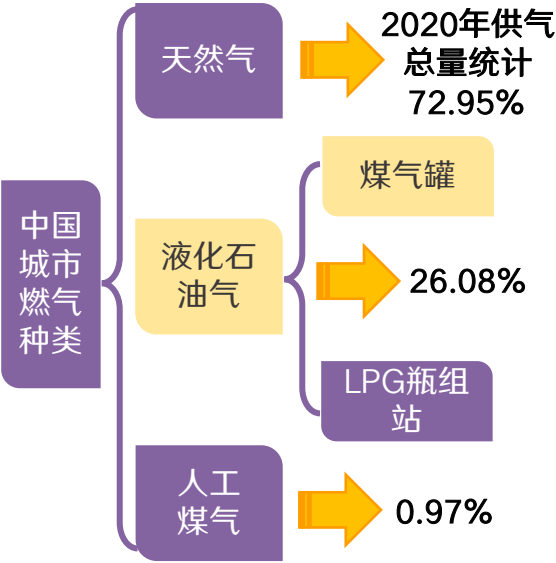 中国
城市
燃气
种类
天然气
2020年供气
总量统计
72.95%
液化石
油气
煤气罐
26.08%
LPG瓶组
站
人工
煤气
0.97%